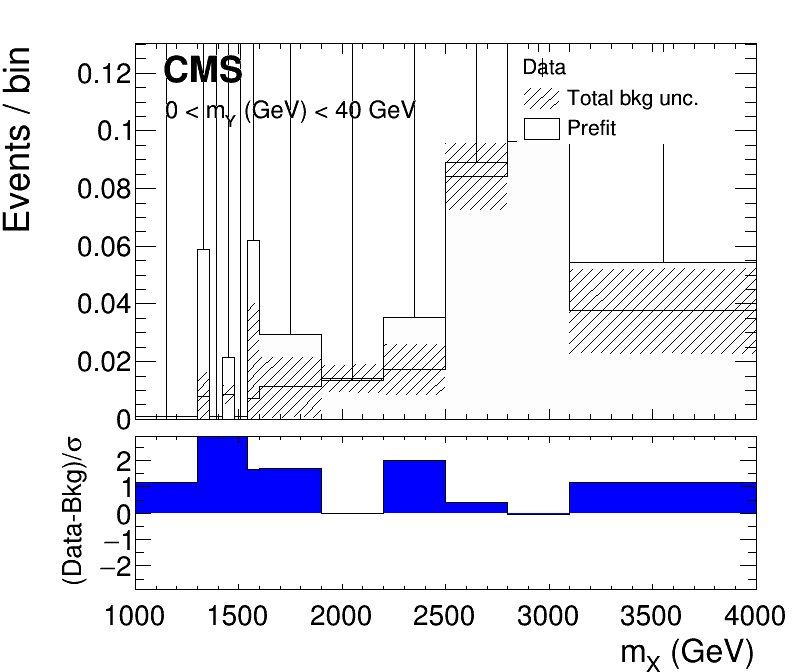 CMS
0 < mY (GeV) < 40 GeV
Data
Total bkg unc.
Prefit
Events / bin
0.12
0.1
0.08
0.06
0.04
0.02
0
(Data-Bkg)/σ
2
1
0
−1
−2
1000 1500 2000 2500 3000 3500 4000
mX (GeV)